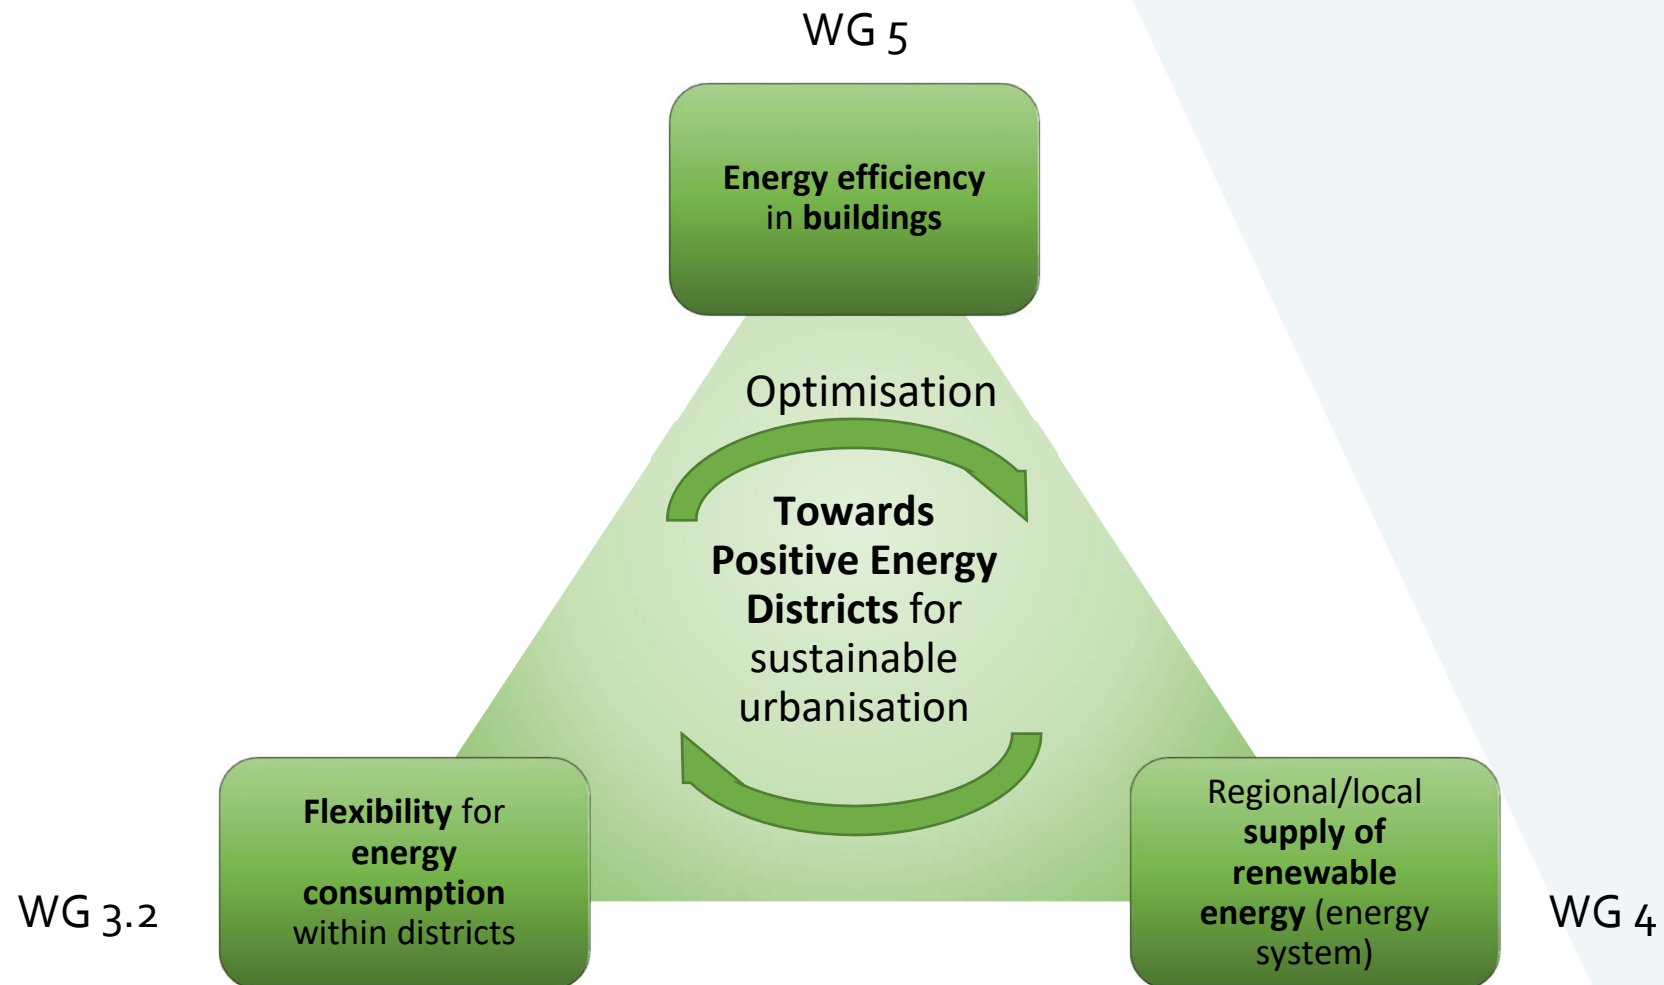 WG 5
Energy efficiency
in buildings
Optimisation
Towards
Positive Energy
Districts for
sustainable
urbanisation
Flexibility for
energy
consumption
within districts
WG 3.2
Regional/local
supply of
renewable
energy (energy
system)
WG 4